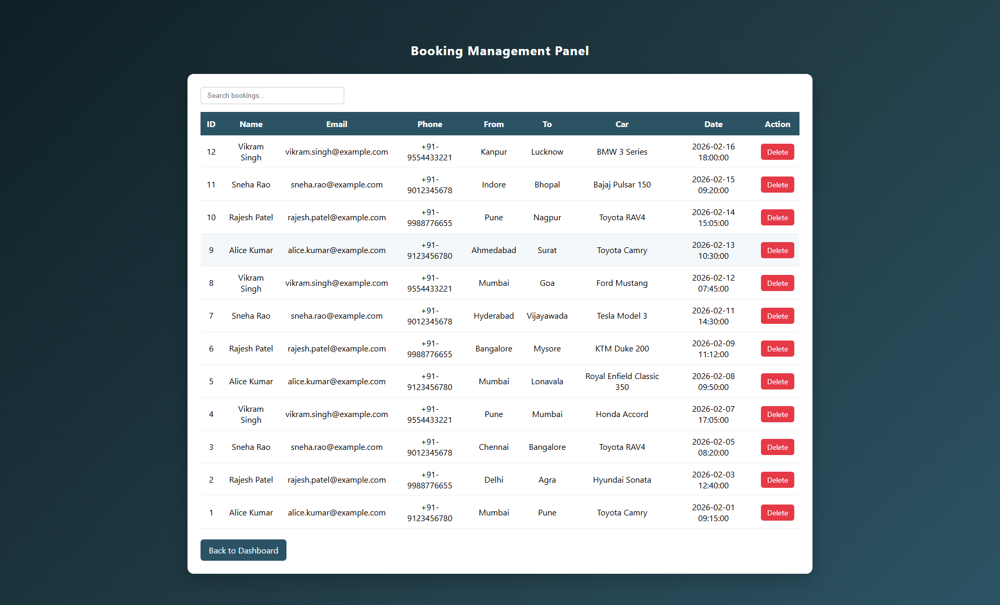 Booking Management Panel
Search bookings...
ID Name Email Phone From To Car Date Action
12 Vikram Singh vikram.singh@example.com +91-9554433221 Kanpur Lucknow BMW 3 Series 2026-02-16 18:00:00 Delete
11 Sneha Rao sneha.rao@example.com +91-9012345678 Indore Bhopal Bajaj Pulsar 150 2026-02-15 09:20:00 Delete
10 Rajesh Patel rajesh.patel@example.com +91-9988776655 Pune Nagpur Toyota RAV4 2026-02-14 15:05:00 Delete
9 Alice Kumar alice.kumar@example.com +91-9123456780 Ahmedabad Surat Toyota Camry 2026-02-13 10:30:00 Delete
8 Vikram Singh vikram.singh@example.com +91-9554433221 Mumbai Goa Ford Mustang 2026-02-12 07:45:00 Delete
7 Sneha Rao sneha.rao@example.com +91-9012345678 Hyderabad Vijayawada Tesla Model 3 2026-02-11 14:30:00 Delete
6 Rajesh Patel rajesh.patel@example.com +91-9988776655 Bangalore Mysore KTM Duke 200 2026-02-09 11:12:00 Delete
5 Alice Kumar alice.kumar@example.com +91-9123456780 Mumbai Lonavala Royal Enfield Classic 350 2026-02-08 09:50:00 Delete
4 Vikram Singh vikram.singh@example.com +91-9554433221 Pune Mumbai Honda Accord 2026-02-07 17:05:00 Delete
3 Sneha Rao sneha.rao@example.com +91-9012345678 Chennai Bangalore Toyota RAV4 2026-02-05 08:20:00 Delete
2 Rajesh Patel rajesh.patel@example.com +91-9988776655 Delhi Agra Hyundai Sonata 2026-02-03 12:40:00 Delete
1 Alice Kumar alice.kumar@example.com +91-9123456780 Mumbai Pune Toyota Camry 2026-02-01 09:15:00 Delete
Back to Dashboard